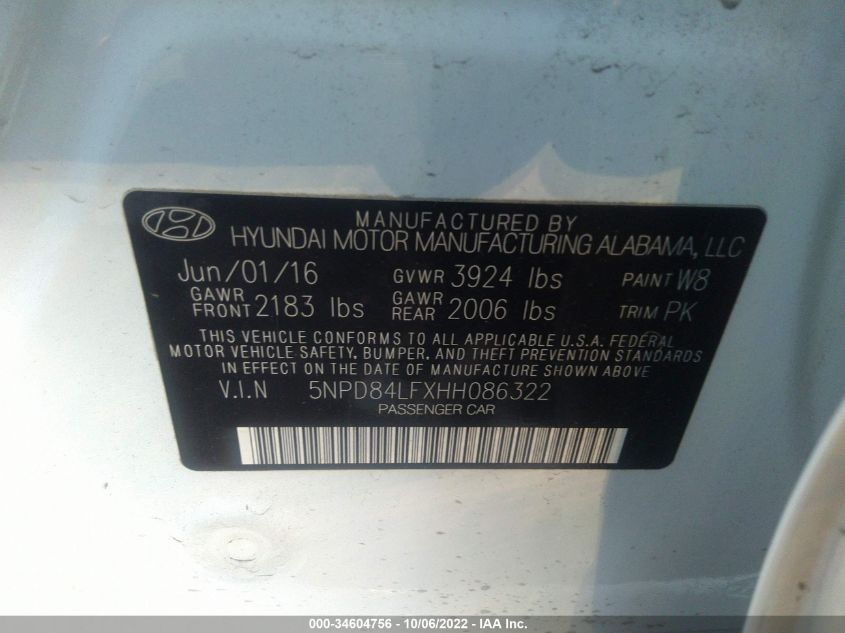 MANUFACTURED BY
HYUNDAI MOTOR MANUFACTURING ALABAMA, LLC
Jun/01/16 GVWR 3924 lbs PAINT W8
GAWR FRONT 2183 lbs GAWR REAR 2006 lbs TRIM PK
THIS VEHICLE CONFORMS TO ALL APPLICABLE U.S.A. FEDERAL
MOTOR VEHICLE SAFETY, BUMPER, AND THEFT PREVENTION STANDARDS
IN EFFECT ON THE DATE OF MANUFACTURE SHOWN ABOVE
V.I.N 5NPD84LFXHH086322
PASSENGER CAR
000-34604756 - 10/06/2022 - IAA Inc.